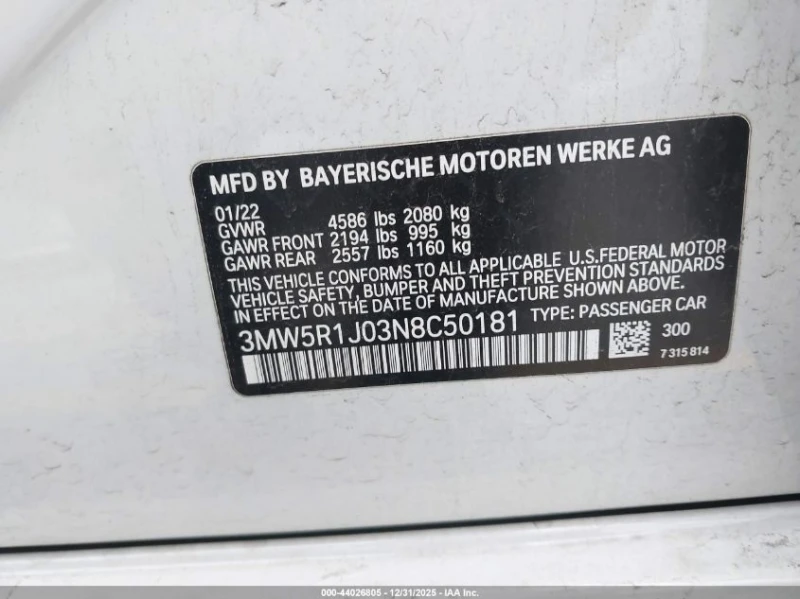 MFD BY BAYERISCHE MOTOREN WERKE AG
01/22
GVWR 4586 lbs 2080 kg
GAWR FRONT 2194 lbs 995 kg
GAWR REAR 2557 lbs 1160 kg
THIS VEHICLE CONFORMS TO ALL APPLICABLE U.S.FEDERAL MOTOR
VEHICLE SAFETY, BUMPER AND THEFT PREVENTION STANDARDS
IN EFFECT ON THE DATE OF MANUFACTURE SHOWN ABOVE.
3MW5R1J03N8C50181 TYPE: PASSENGER CAR
300
7 315 814
000-44026805 - 12/31/2025 - IAA Inc.